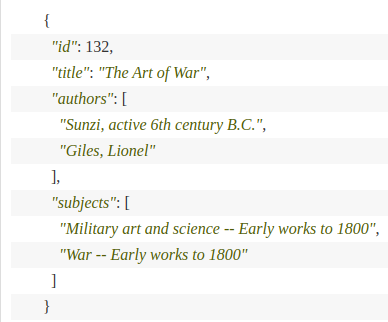 {
"id": 132,
"title": "The Art of War",
"authors": [
"Sunzi, active 6th century B.C.",
"Giles, Lionel"
],
"subjects": [
"Military art and science -- Early works to 1800",
"War -- Early works to 1800"
]
}